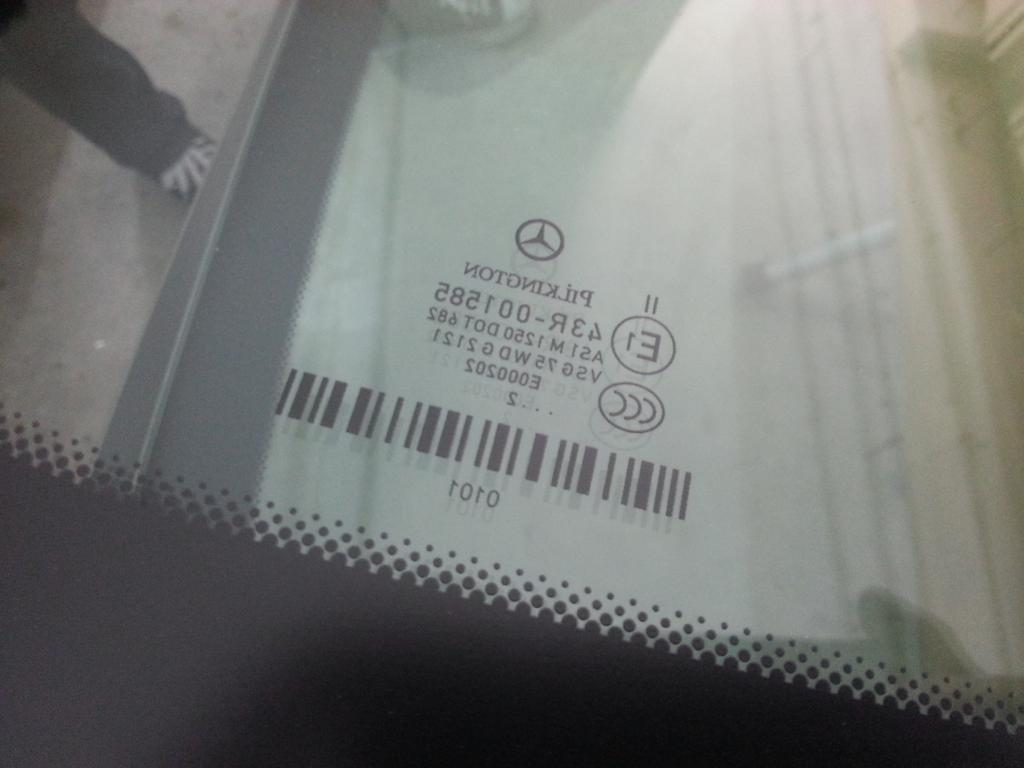 PILKINGTON
II
E1
43R-001585
AS1 M1250 DOT 682
VSG 75 WD G 2121
E000202
CCC
. . 2 . .
0101